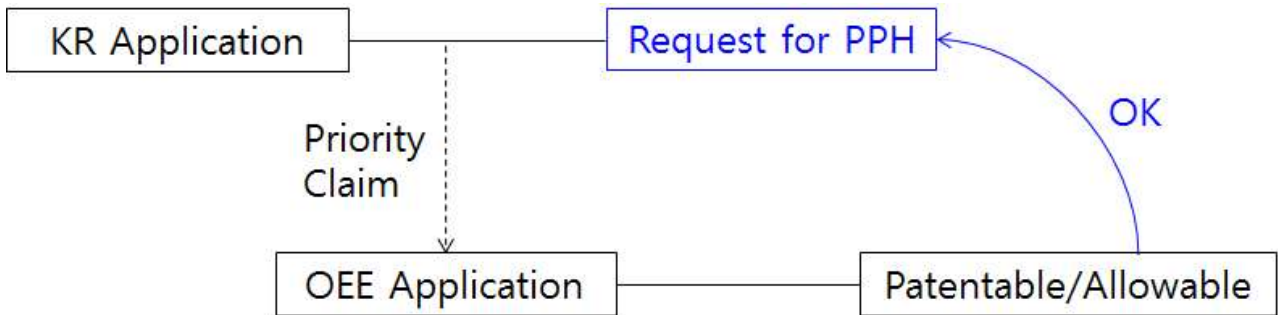 KR Application
Request for PPH
OK
Priority
Claim
OEE Application
Patentable/Allowable